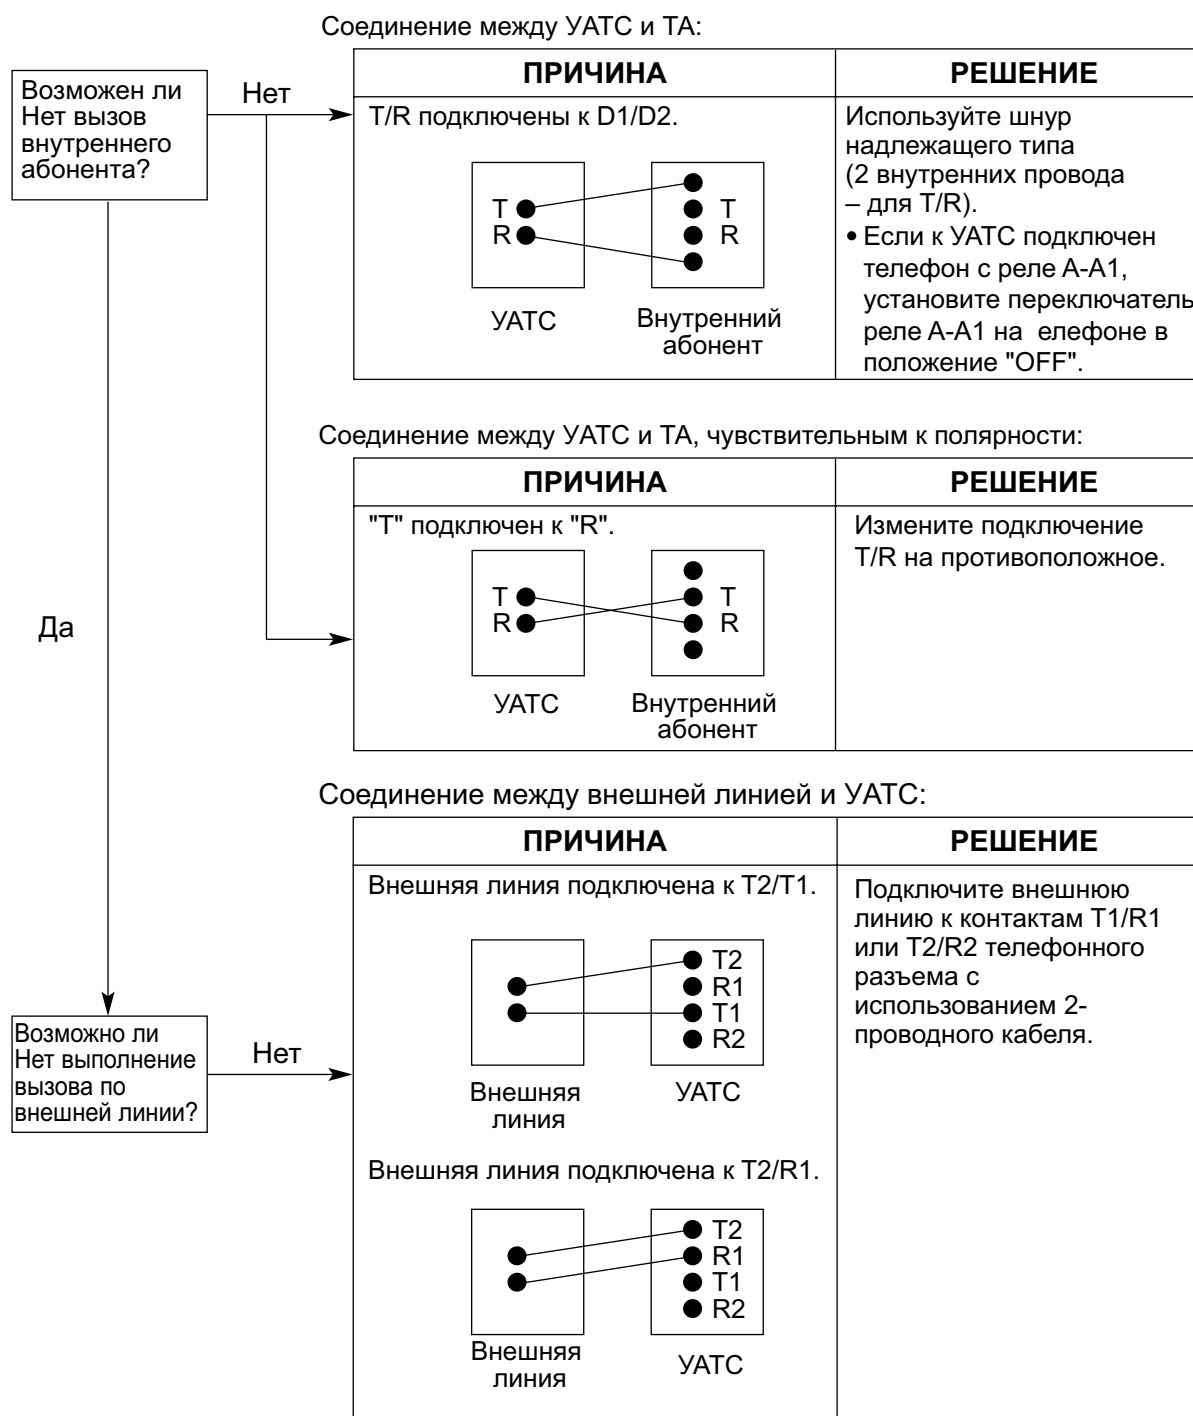 Соединение между УАТС и ТА:
Возможен ли
Нет вызов
внутреннего
абонента?
Нет
ПРИЧИНА
РЕШЕНИЕ
T/R подключены к D1/D2.
T
R
T
R
УАТС
Внутренний
абонент
Используйте шнур
надлежащего типа
(2 внутренних провода
– для T/R).
• Если к УАТС подключен
телефон с реле А-А1,
установите переключатель
реле А-А1 на елефоне в
положение "OFF".
Соединение между УАТС и ТА, чувствительным к полярности:
ПРИЧИНА
РЕШЕНИЕ
"T" подключен к "R".
T
R
T
R
УАТС
Внутренний
абонент
Измените подключение
T/R на противоположное.
Да
Соединение между внешней линией и УАТС:
ПРИЧИНА
РЕШЕНИЕ
Возможно ли
Нет выполнение
вызова по
внешней линии?
Нет
Внешняя линия подключена к T2/T1.
T2
R1
T1
R2
Внешняя
линия
УАТС
Внешняя линия подключена к T2/R1.
T2
R1
T1
R2
Внешняя
линия
УАТС
Подключите внешнюю
линию к контактам T1/R1
или T2/R2 телефонного
разъема с
использованием 2-
проводного кабеля.